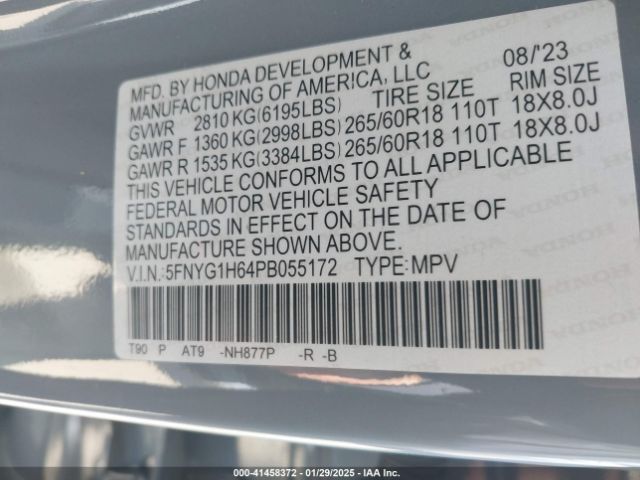 MFD. BY HONDA DEVELOPMENT & 08/'23
MANUFACTURING OF AMERICA, LLC
GVWR 2810 KG(6195LBS) TIRE SIZE RIM SIZE
GAWR F 1360 KG(2998LBS) 265/60R18 110T 18X8.0J
GAWR R 1535 KG(3384LBS) 265/60R18 110T 18X8.0J
THIS VEHICLE CONFORMS TO ALL APPLICABLE
FEDERAL MOTOR VEHICLE SAFETY
STANDARDS IN EFFECT ON THE DATE OF
MANUFACTURE SHOWN ABOVE.
V.I.N.:5FNYG1H64PB055172 TYPE:MPV
T90 P AT9 -NH877P -R -B
000-41458372 | 01/29/2025 | IAA Inc.